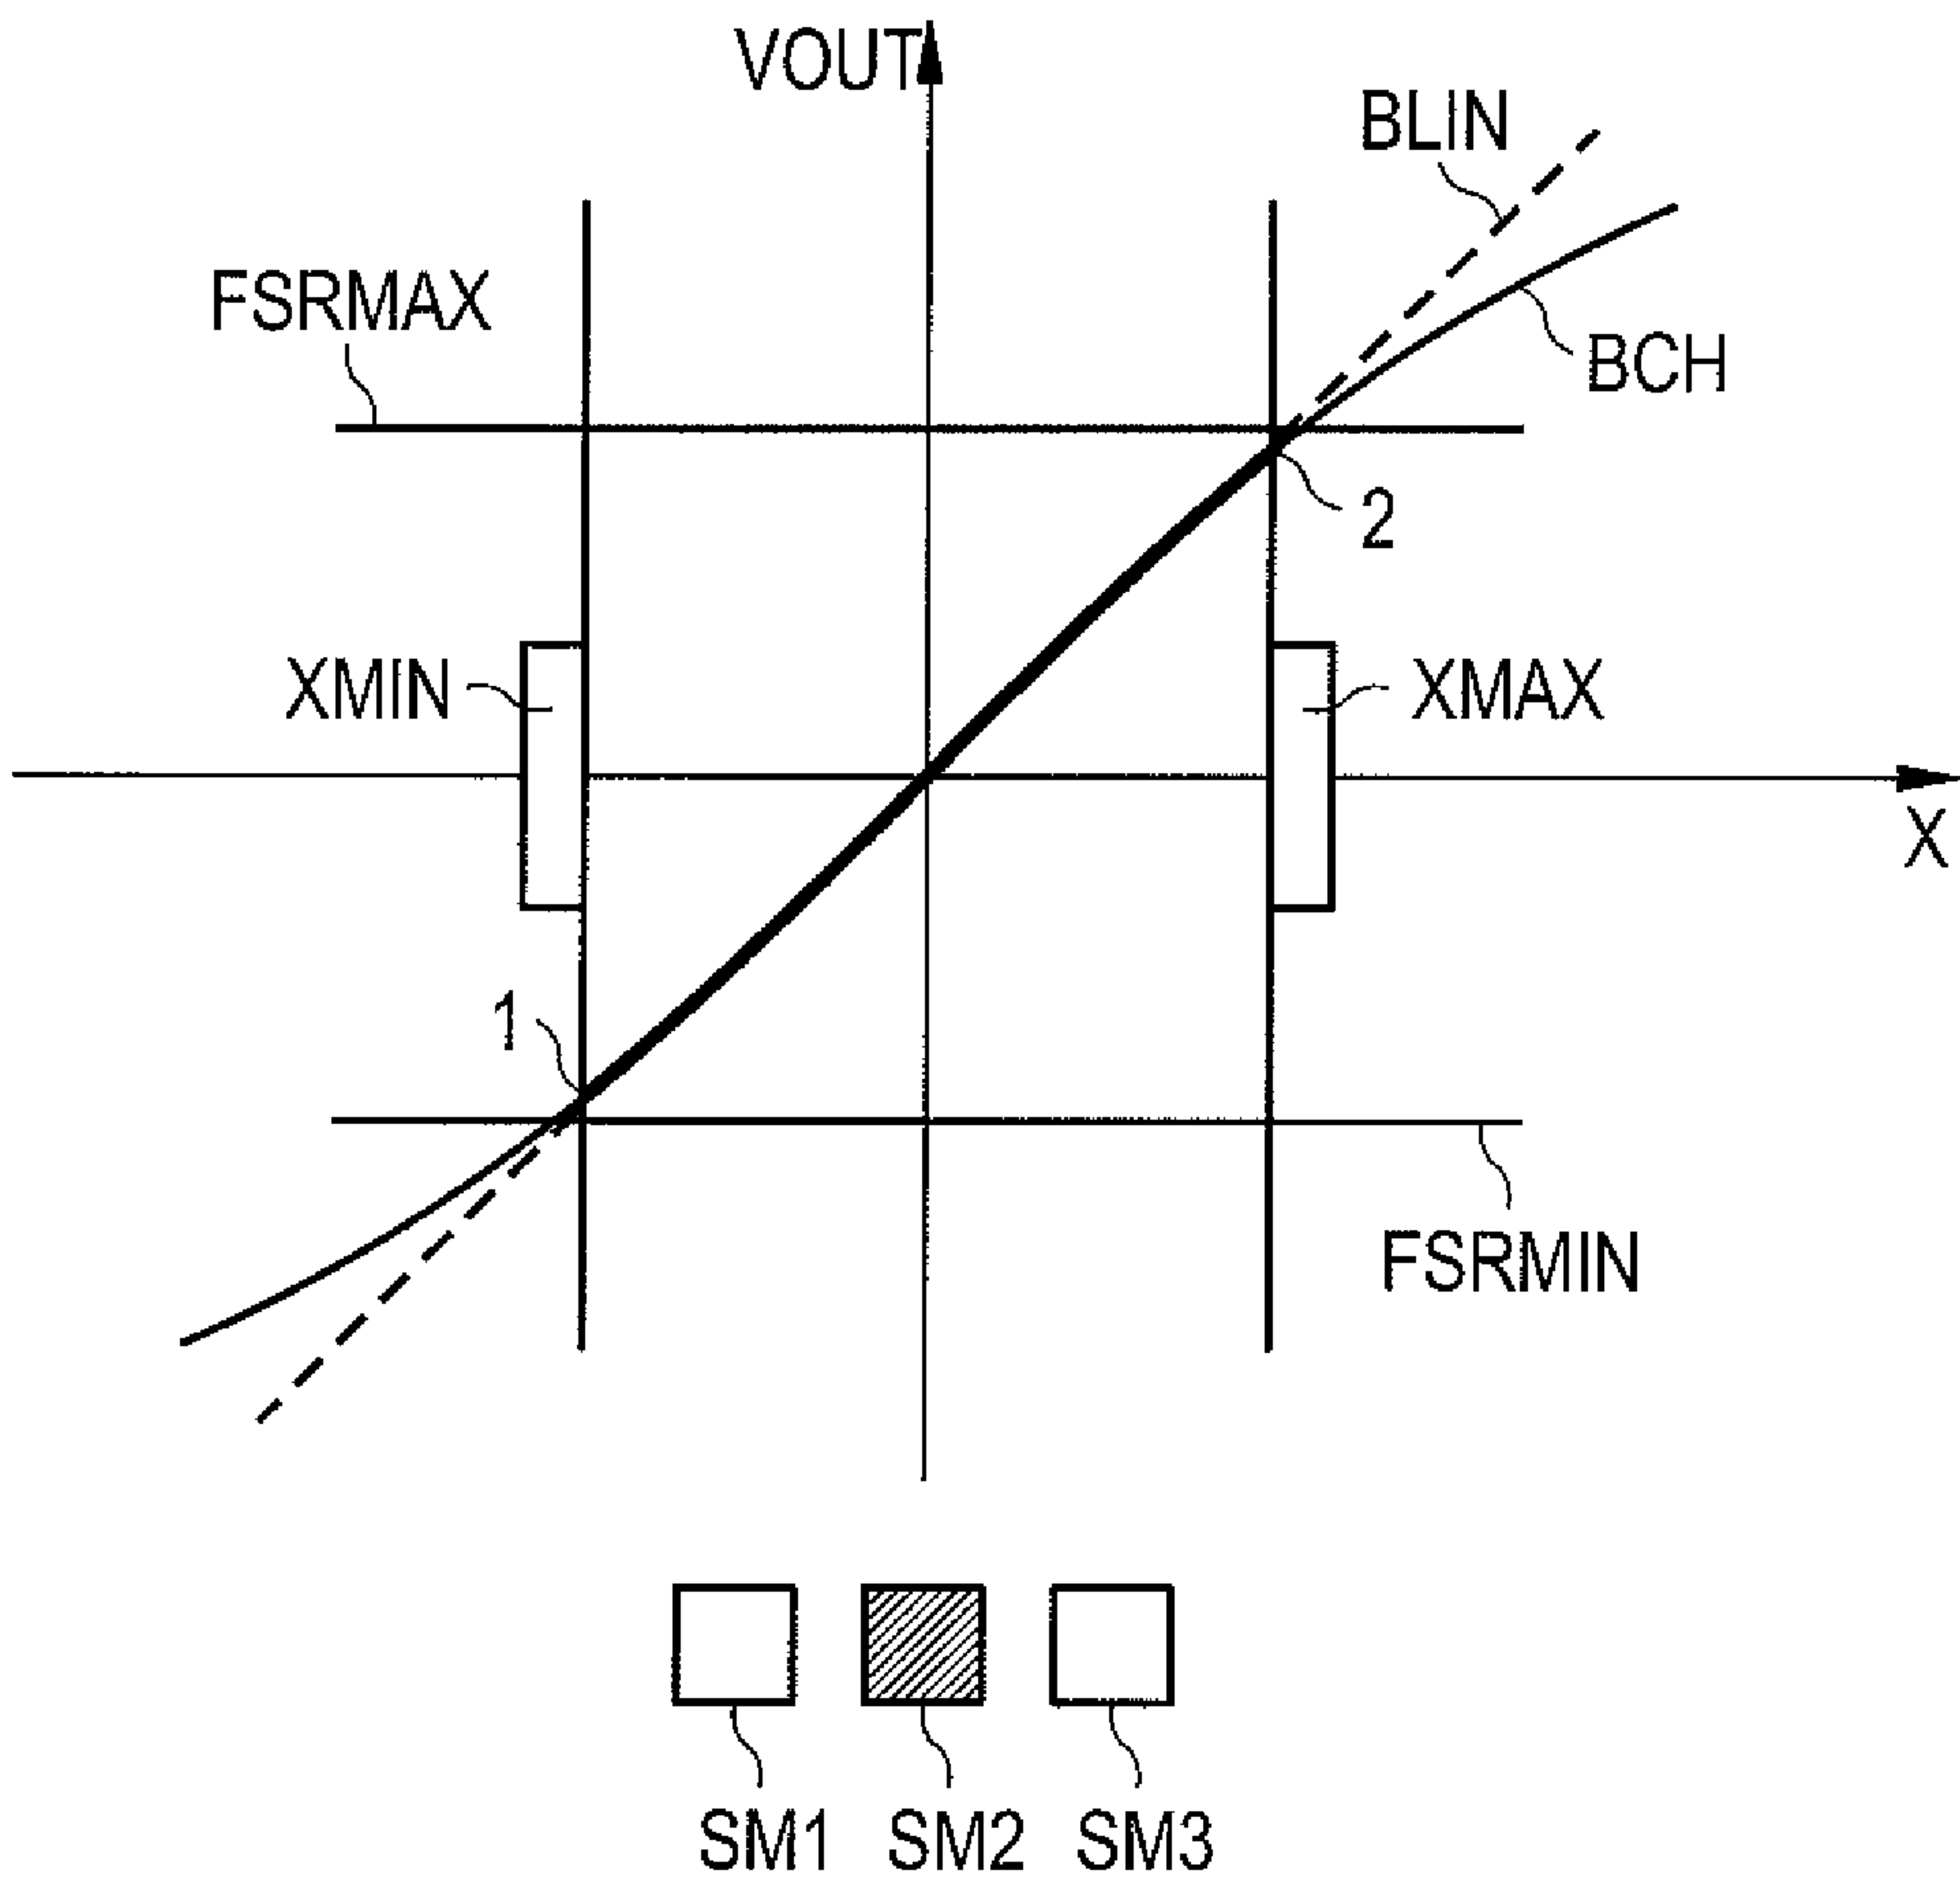 VOUT
BLIN
FSRMAX
BCH
2
XMIN
XMAX
X
1
FSRMIN
SM1
SM2
SM3